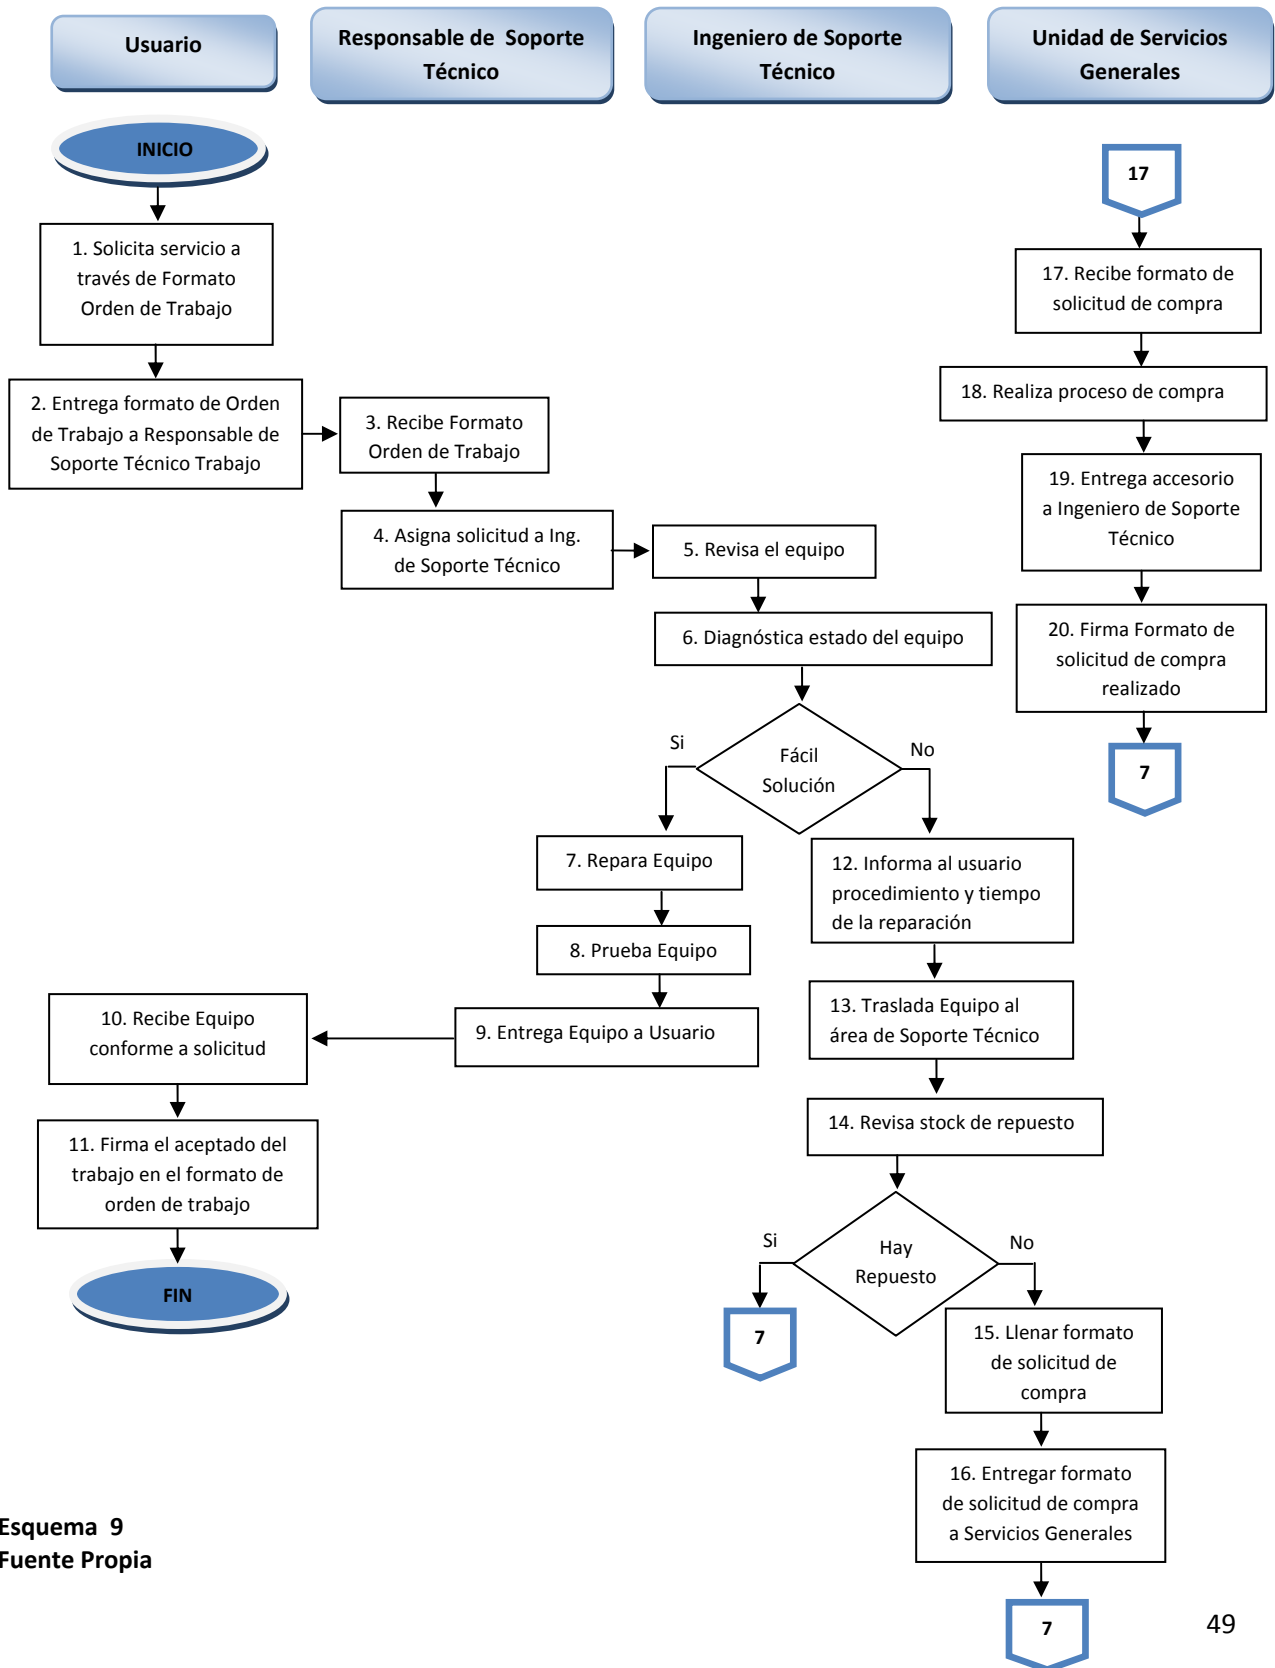 Usuario
Responsable de Soporte
Técnico
Ingeniero de Soporte
Técnico
Unidad de Servicios
Generales
INICIO
1. Solicita servicio a
través de Formato
Orden de Trabajo
2. Entrega formato de Orden
de Trabajo a Responsable de
Soporte Técnico Trabajo
3. Recibe Formato
Orden de Trabajo
4. Asigna solicitud a Ing.
de Soporte Técnico
5. Revisa el equipo
6. Diagnóstica estado del equipo
Fácil
Solución
Si
No
7. Repara Equipo
8. Prueba Equipo
9. Entrega Equipo a Usuario
10. Recibe Equipo
conforme a solicitud
11. Firma el aceptado del
trabajo en el formato de
orden de trabajo
FIN
12. Informa al usuario
procedimiento y tiempo
de la reparación
13. Traslada Equipo al
área de Soporte Técnico
14. Revisa stock de repuesto
Hay
Repuesto
Si
No
7
15. Llenar formato
de solicitud de
compra
16. Entregar formato
de solicitud de compra
a Servicios Generales
7
17
17. Recibe formato de
solicitud de compra
18. Realiza proceso de compra
19. Entrega accesorio
a Ingeniero de Soporte
Técnico
20. Firma Formato de
solicitud de compra
realizado
7
Esquema 9
Fuente Propia
49